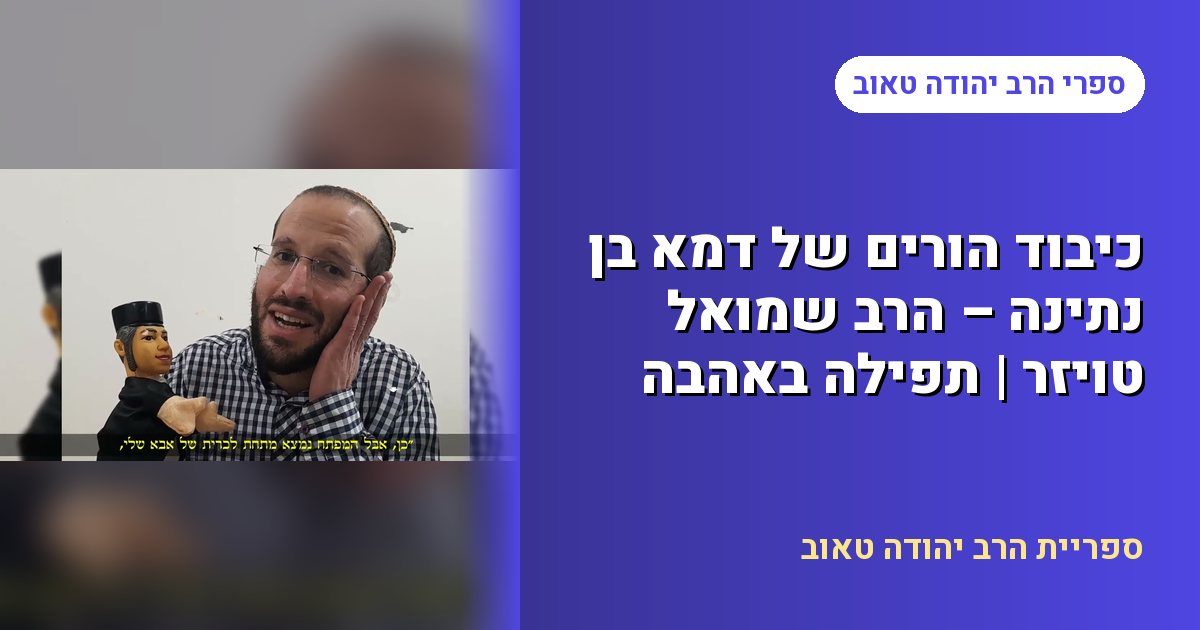 ספרי הרב יהודה טאוב
כיבוד הורים של דמא בן
נתינה – הרב שמואל
טויזר | תפילה באהבה
"כן, אבל המפתח נמצא מתחת לכרית של אבא שלי,
ספריית הרב יהודה טאוב